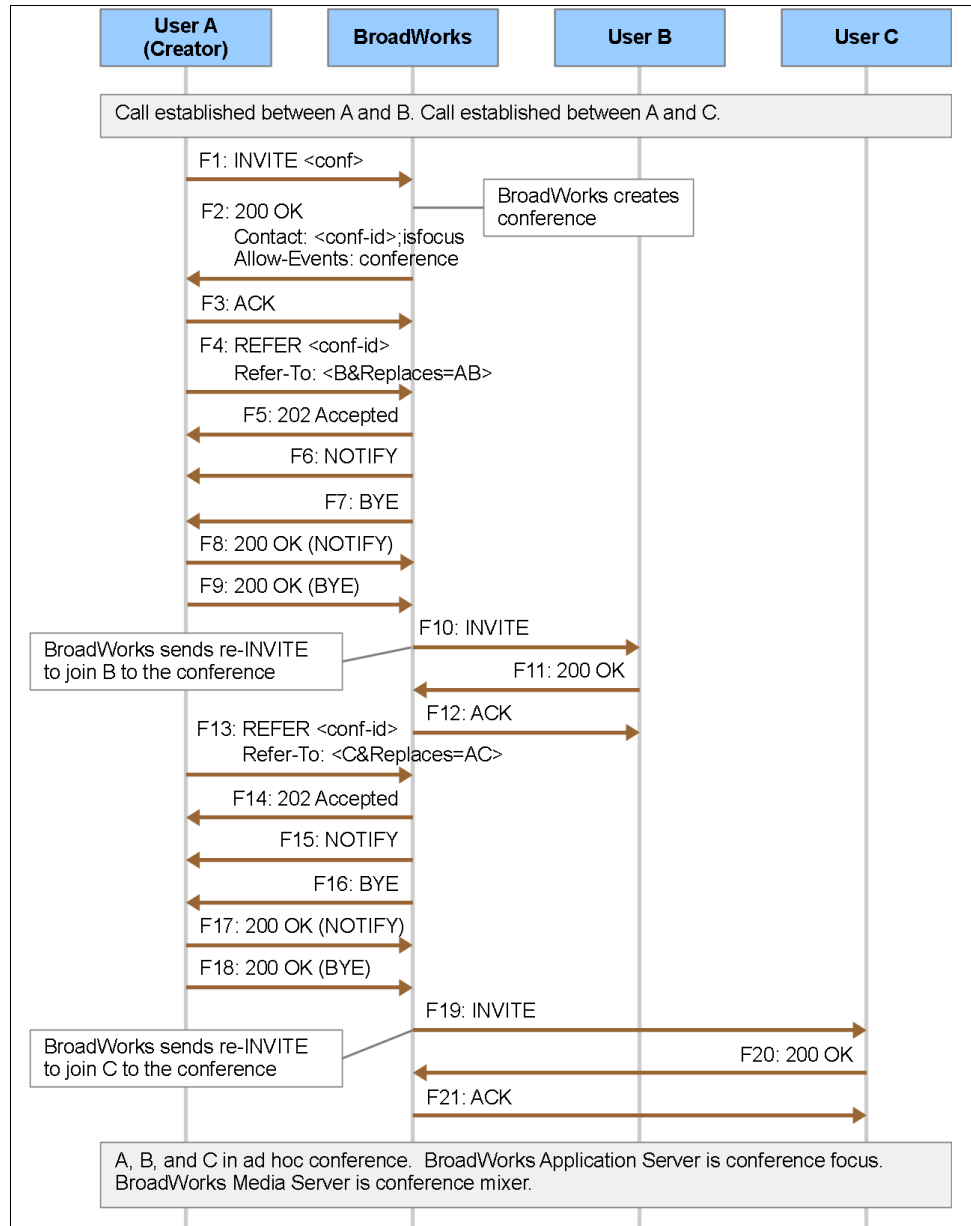 User A
(Creator)
BroadWorks
User B
User C
Call established between A and B. Call established between A and C.
F1: INVITE <conf>
BroadWorks creates
conference
F2: 200 OK
Contact: <conf-id>;isfocus
Allow-Events: conference
F3: ACK
F4: REFER <conf-id>
Refer-To: <B&Replaces=AB>
F5: 202 Accepted
F6: NOTIFY
F7: BYE
F8: 200 OK (NOTIFY)
F9: 200 OK (BYE)
F10: INVITE
BroadWorks sends re-INVITE
to join B to the conference
F11: 200 OK
F12: ACK
F13: REFER <conf-id>
Refer-To: <C&Replaces=AC>
F14: 202 Accepted
F15: NOTIFY
F16: BYE
F17: 200 OK (NOTIFY)
F18: 200 OK (BYE)
F19: INVITE
BroadWorks sends re-INVITE
to join C to the conference
F20: 200 OK
F21: ACK
A, B, and C in ad hoc conference.  BroadWorks Application Server is conference focus.
BroadWorks Media Server is conference mixer.